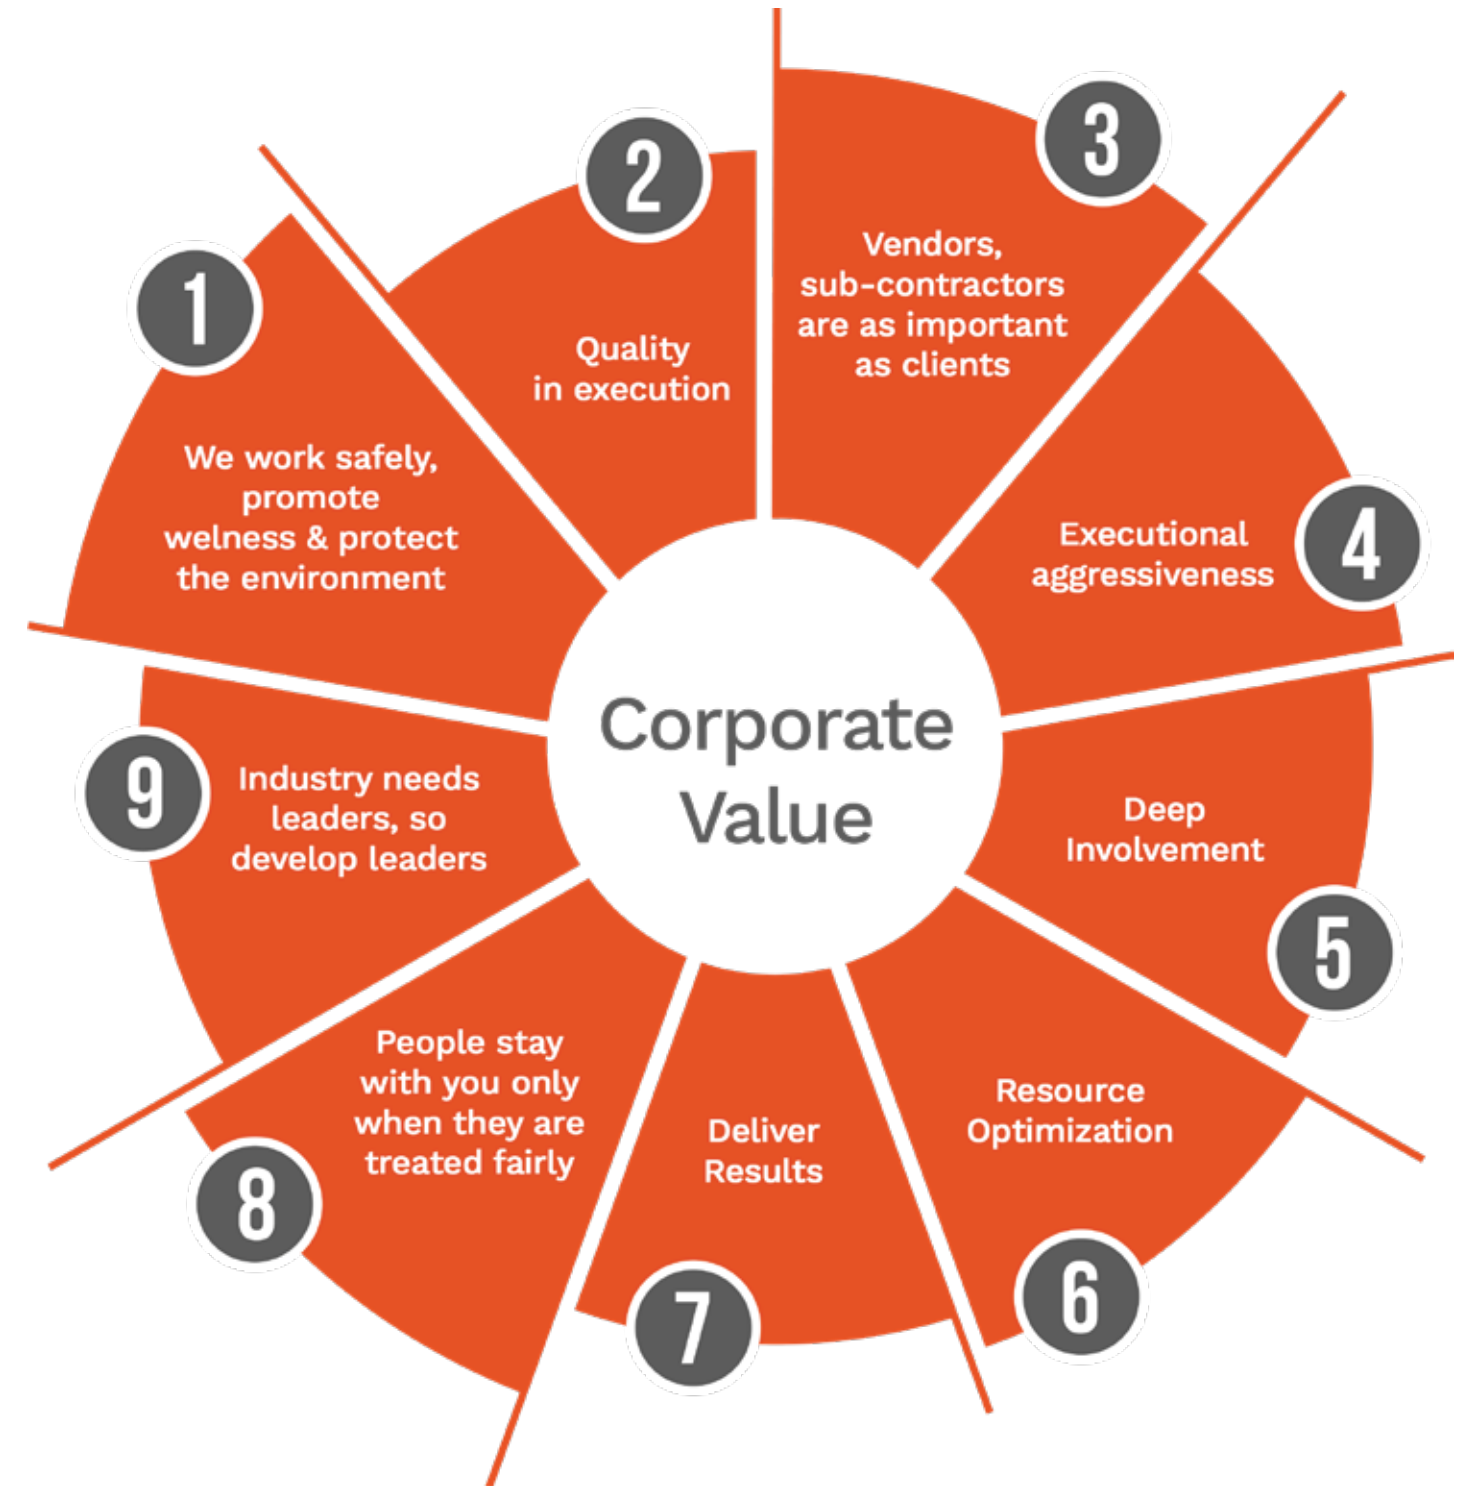 Corporate
Value
1
We work safely,
promote
welness & protect
the environment
2
Quality
in execution
3
Vendors,
sub-contractors
are as important
as clients
4
Executional
aggressiveness
5
Deep
Involvement
6
Resource
Optimization
7
Deliver
Results
8
People stay
with you only
when they are
treated fairly
9
Industry needs
leaders, so
develop leaders